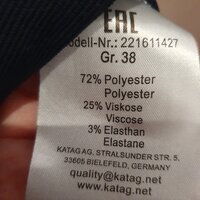 EAC
Modell-Nr.: 221611427
Gr. 38
72% Polyester
Polyester
25% Viskose
Viscose
3% Elasthan
Elastane
KATAG AG, STRALSUNDER STR. 5,
33605 BIELEFELD, GERMANY
quality@katag.net
www.katag.net